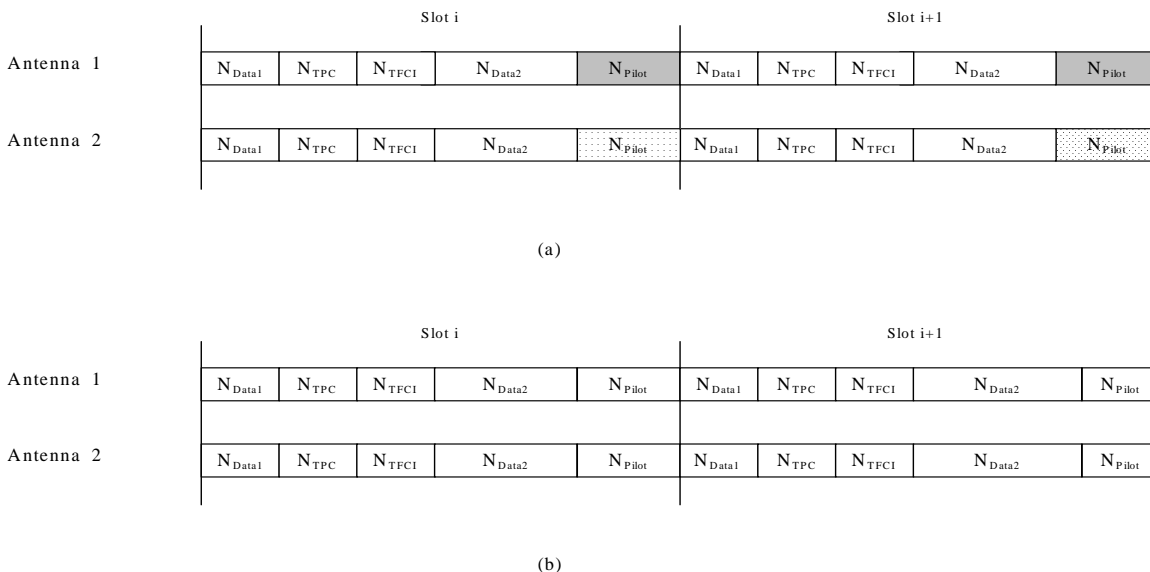 Slot i Slot i+1
Antenna 1 N_Data1 N_TPC N_TFCI N_Data2 N_Pilot N_Data1 N_TPC N_TFCI N_Data2 N_Pilot
Antenna 2 N_Data1 N_TPC N_TFCI N_Data2 N_Pilot N_Data1 N_TPC N_TFCI N_Data2 N_Pilot
(a)
Slot i Slot i+1
Antenna 1 N_Data1 N_TPC N_TFCI N_Data2 N_Pilot N_Data1 N_TPC N_TFCI N_Data2 N_Pilot
Antenna 2 N_Data1 N_TPC N_TFCI N_Data2 N_Pilot N_Data1 N_TPC N_TFCI N_Data2 N_Pilot
(b)